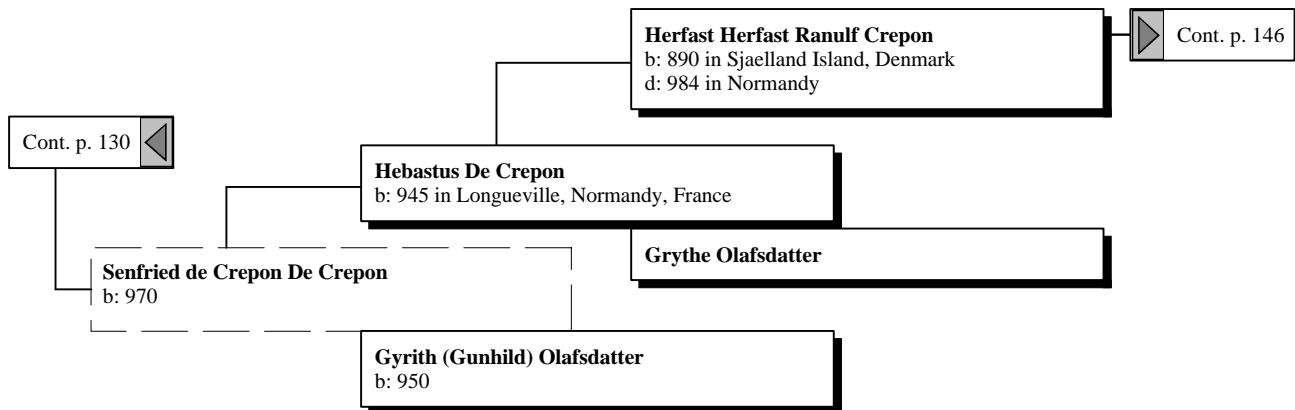 Herfast Herfast Ranulf Crepon
b: 890 in Sjaelland Island, Denmark
d: 984 in Normandy
Cont. p. 146
Cont. p. 130
Hebastus De Crepon
b: 945 in Longueville, Normandy, France
Grythe Olafsdatter
Senfried de Crepon De Crepon
b: 970
Gyrith (Gunhild) Olafsdatter
b: 950